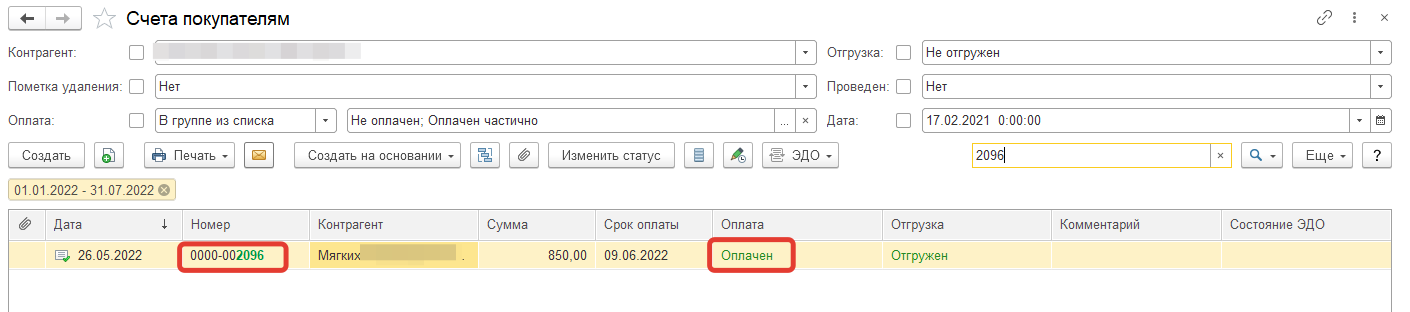 Счета покупателям
Контрагент: Отгрузка: Не отгружен
Пометка удаления: Нет Проведен: Нет
Оплата: В группе из списка Не оплачен; Оплачен частично ... × Дата: 17.02.2021 0:00:00
Создать Печать Создать на основании Изменить статус ЭДО 2096 × Еще ?
01.01.2022 - 31.07.2022
Дата ↓ Номер Контрагент Сумма Срок оплаты Оплата Отгрузка Комментарий Состояние ЭДО
26.05.2022 0000-002096 Мягких . 850,00 09.06.2022 Оплачен Отгружен